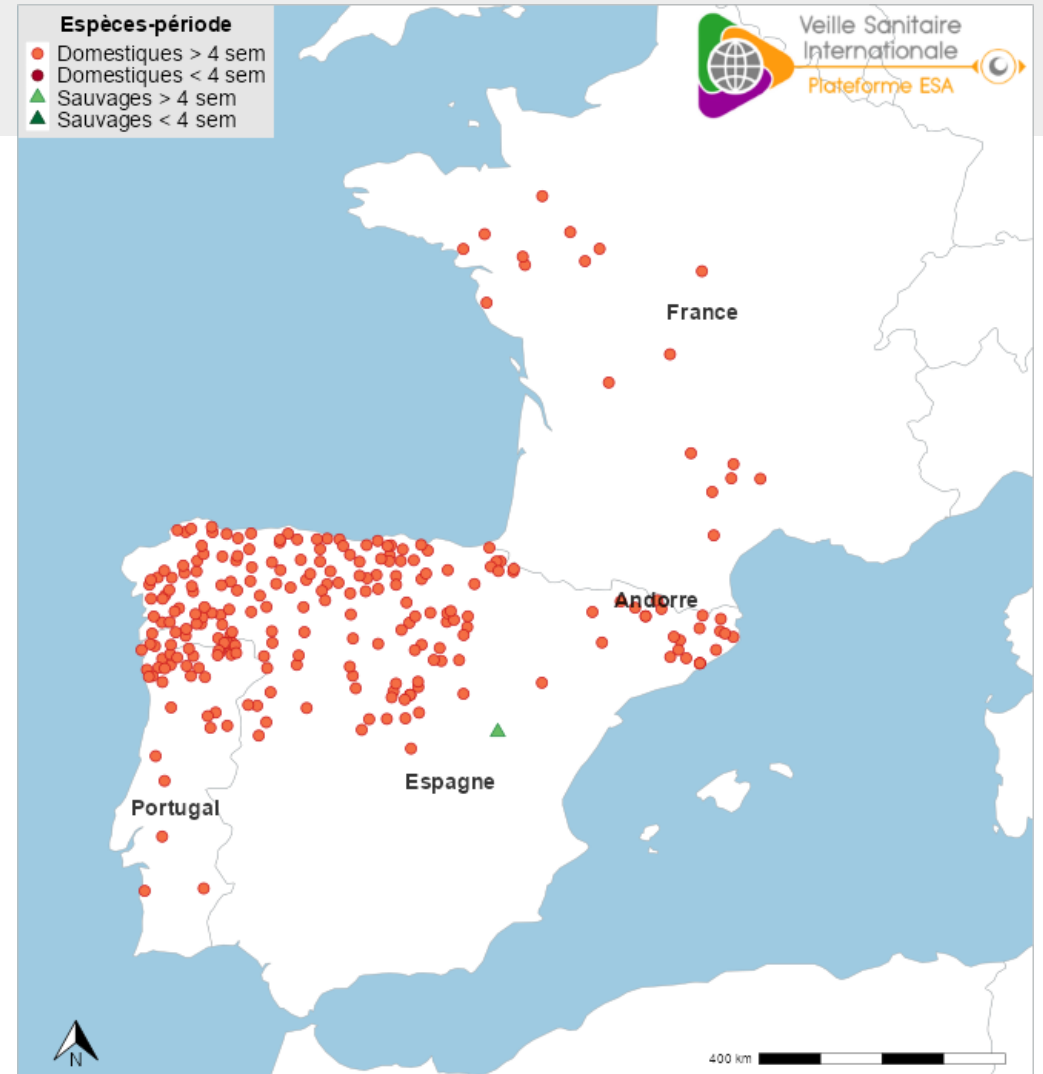 Espèces-période
Domestiques > 4 sem
Domestiques < 4 sem
Sauvages > 4 sem
Sauvages < 4 sem
Veille Sanitaire
Internationale
Plateforme ESA
France
Andorre
Espagne
Portugal
N
400 km